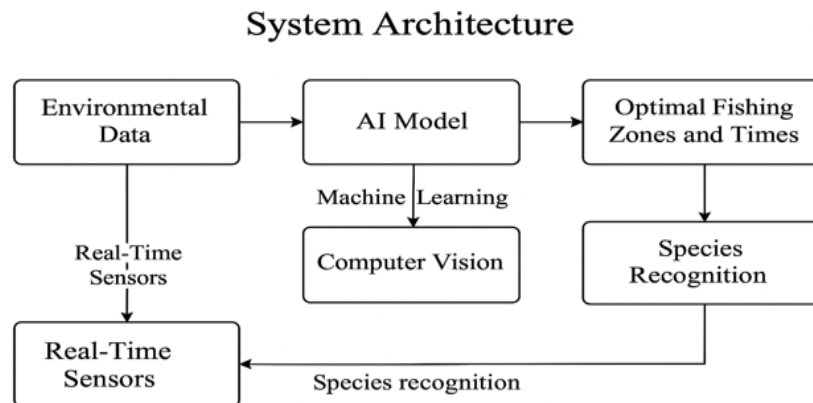 System Architecture
Environmental
Data
AI Model
Optimal Fishing
Zones and Times
Machine Learning
Computer Vision
Species
Recognition
Real-Time
Sensors
Real-Time
Sensors
Species recognition